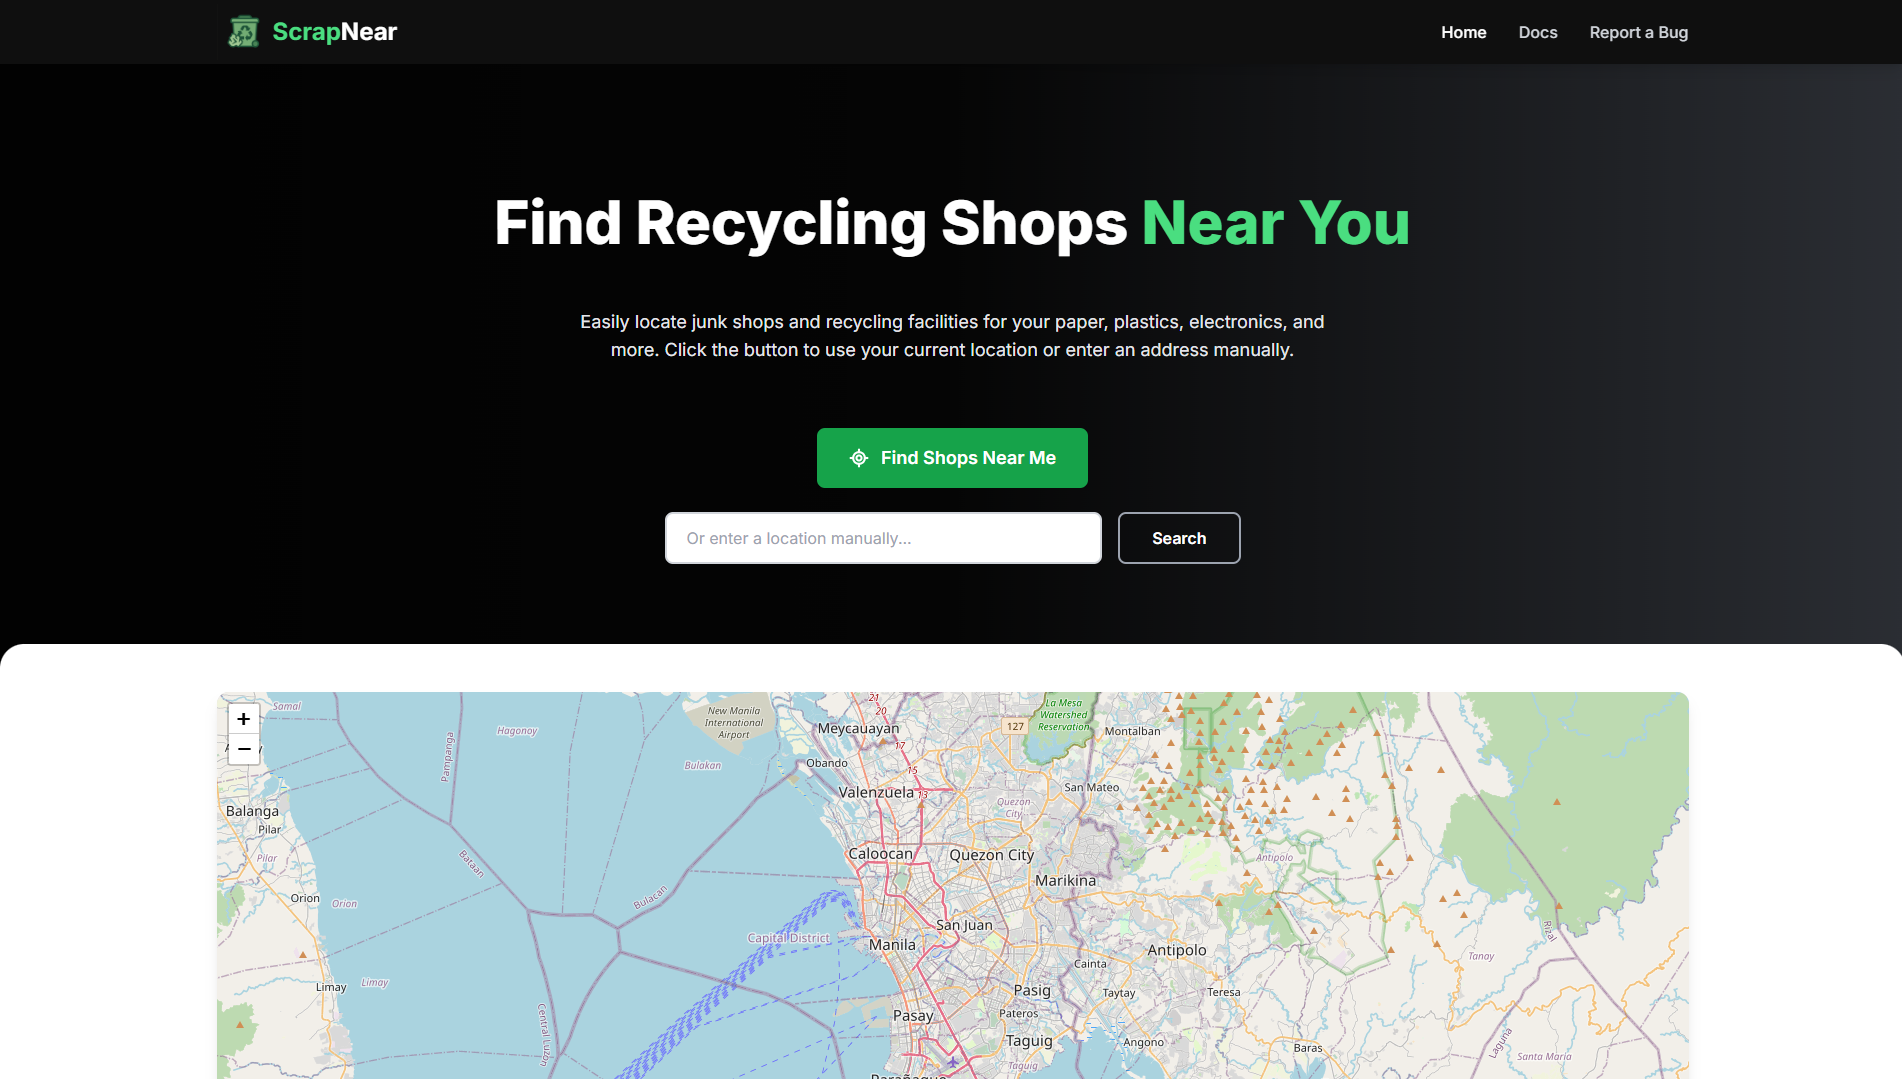 ScrapNear
Home
Docs
Report a Bug
Find Recycling Shops Near You
Easily locate junk shops and recycling facilities for your paper, plastics, electronics, and
more. Click the button to use your current location or enter an address manually.
Find Shops Near Me
Or enter a location manually...
Search
+
−
Samal
Hagonoy
Pampanga
Bulakan
New Manila
International
Airport
Meycauayan
21
20
17
15
13
127
La Mesa
Watershed
Reservation
Montalban
Obando
Valenzuela
San Mateo
Quezon
City
Balanga
Pilar
Pilar
Bataan
Caloocan
Quezon City
Antipolo
Marikina
Orion
Orion
Bulacan
San Juan
Rizal
Capital District
Manila
Antipolo
Tanay
Cainta
Limay
Limay
Pasig
Taytay
Teresa
Pasay
Pateros
Central Luzon
Taguig
Angono
Baras
Laguna
Santa Maria
Taguig
Parañaque